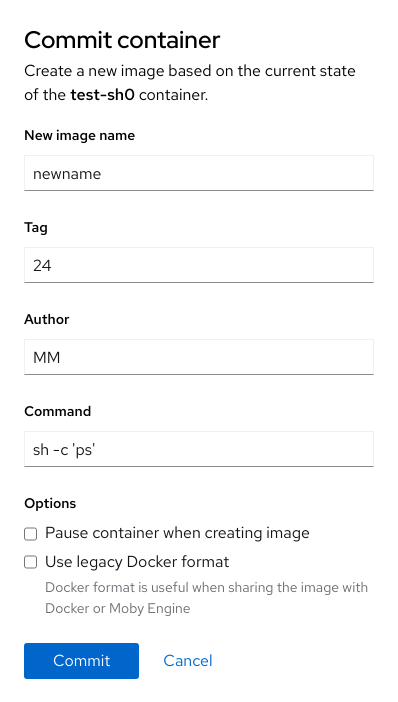 Commit container
Create a new image based on the current state
of the test-sh0 container.
New image name
newname
Tag
24
Author
MM
Command
sh -c 'ps'
Options
Pause container when creating image
Use legacy Docker format
Docker format is useful when sharing the image with
Docker or Moby Engine
Commit
Cancel